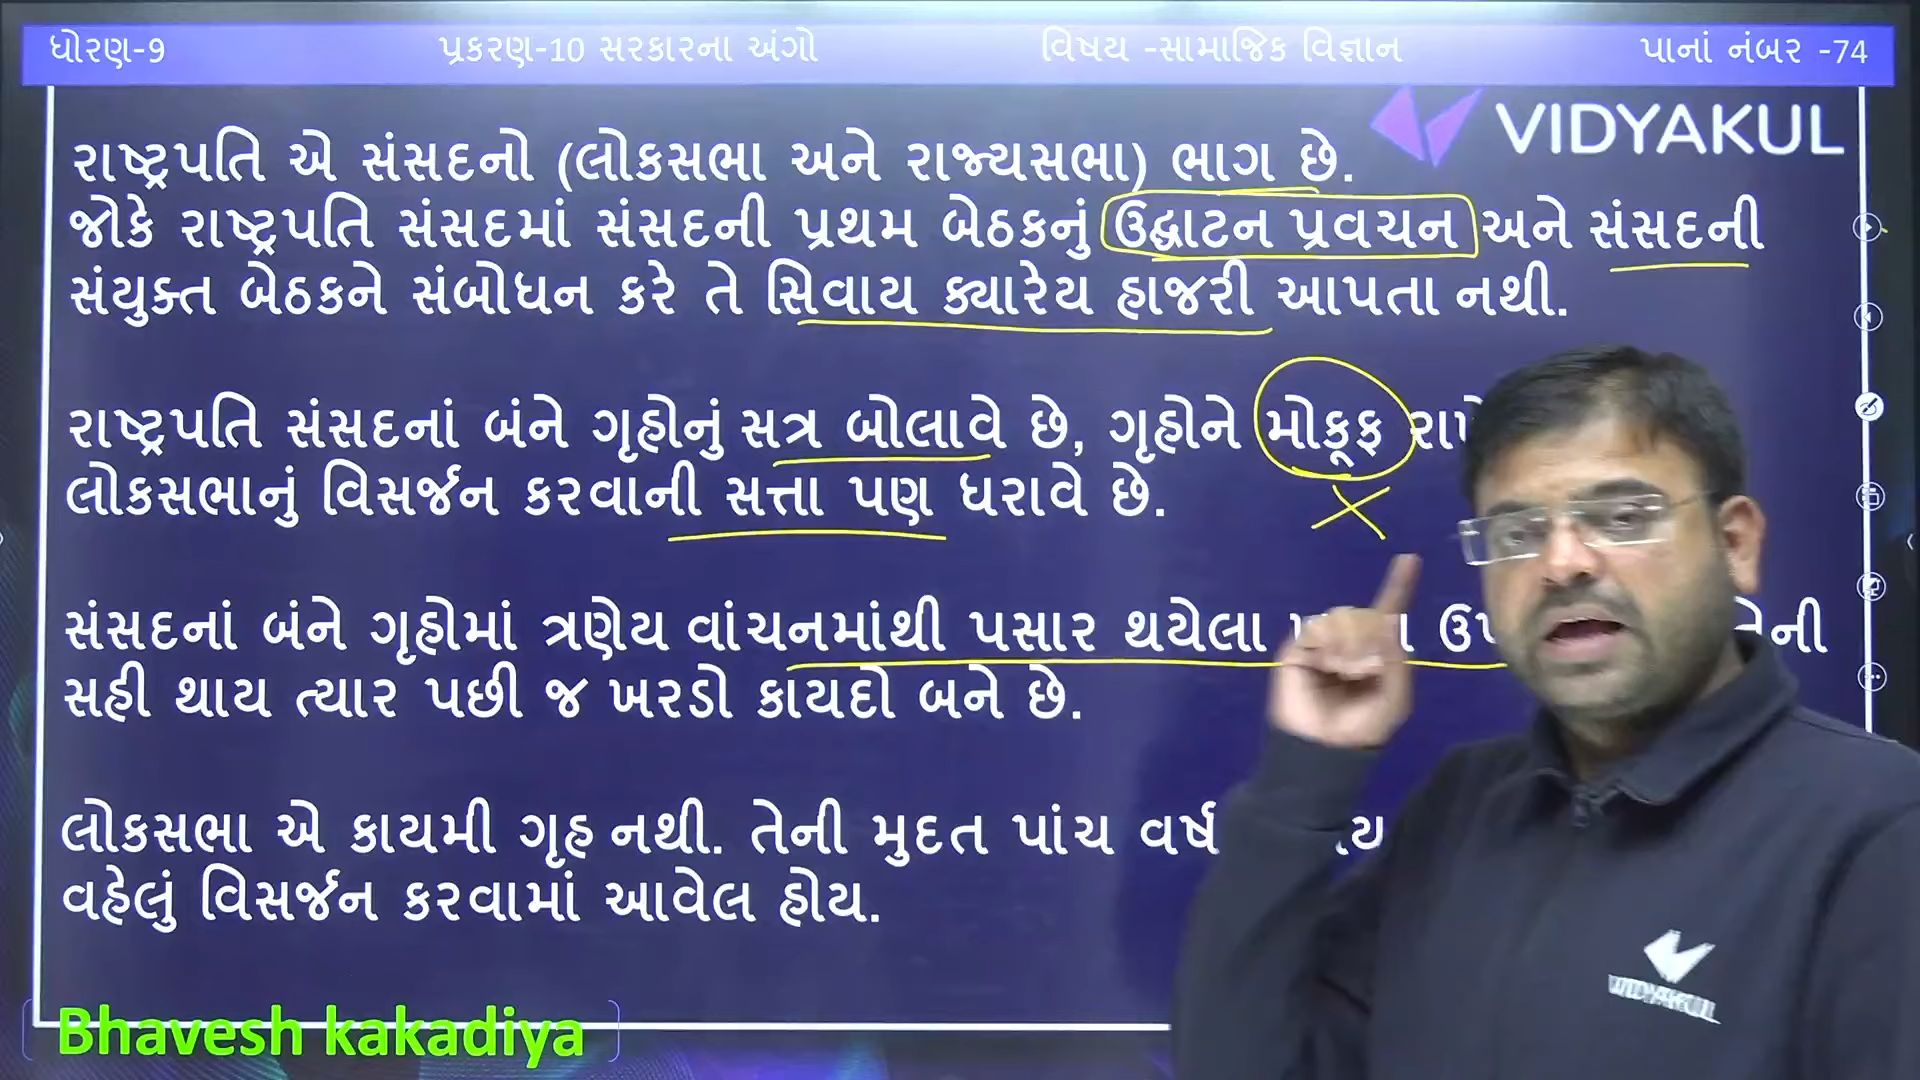 ધોરણ-9 પ્રકરણ-10 સરકારના અંગો વિષય -સામાજિક વિજ્ઞાન પાનાં નંબર -74
VIDYAKUL
રાષ્ટ્રપતિ એ સંસદનો (લોકસભા અને રાજ્યસભા) ભાગ છે.
જોકે રાષ્ટ્રપતિ સંસદમાં સંસદની પ્રથમ બેઠકનું ઉદ્ઘાટન પ્રવચન અને સંસદની
સંયુક્ત બેઠકને સંબોધન કરે તે સિવાય ક્યારેય હાજરી આપતા નથી.
રાષ્ટ્રપતિ સંસદનાં બંને ગૃહોનું સત્ર બોલાવે છે, ગૃહોને મોકૂફ
લોકસભાનું વિસર્જન કરવાની સત્તા પણ ધરાવે છે.
સંસદનાં બંને ગૃહોમાં ત્રણેય વાંચનમાંથી પસાર થયેલા
સહી થાય ત્યાર પછી જ ખરડો કાયદો બને છે.
લોકસભા એ કાયમી ગૃહ નથી. તેની મુદત પાંચ વર્ષ
વહેલું વિસર્જન કરવામાં આવેલ હોય.
WIDYAKUL
Bhavesh kakadiya